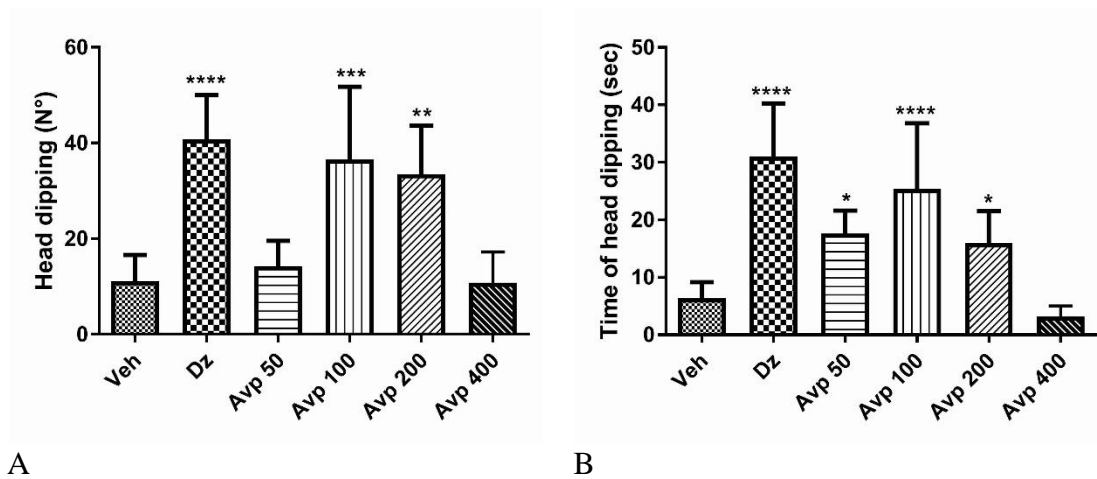 Head dipping (N°)
60
40
20
0
****
***
**
Veh
Dz
Avp 50
Avp 100
Avp 200
Avp 400
A
Time of head dipping (sec)
50
40
30
20
10
0
****
*
****
*
Veh
Dz
Avp 50
Avp 100
Avp 200
Avp 400
B